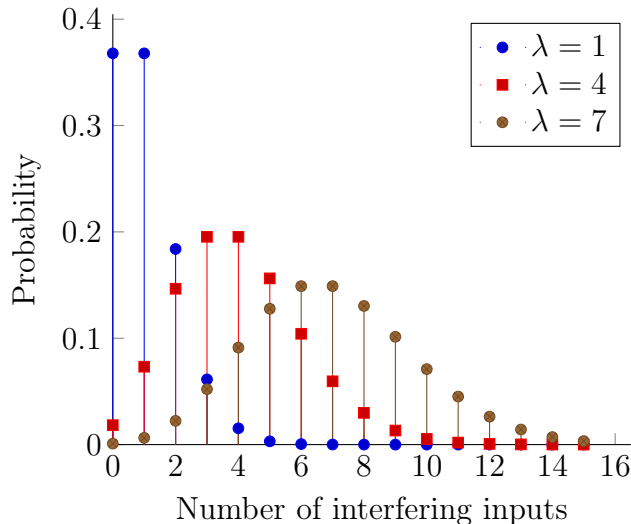 0.4
0.3
0.2
0.1
0
0 2 4 6 8 10 12 14 16
Probability
Number of interfering inputs
λ = 1
λ = 4
λ = 7